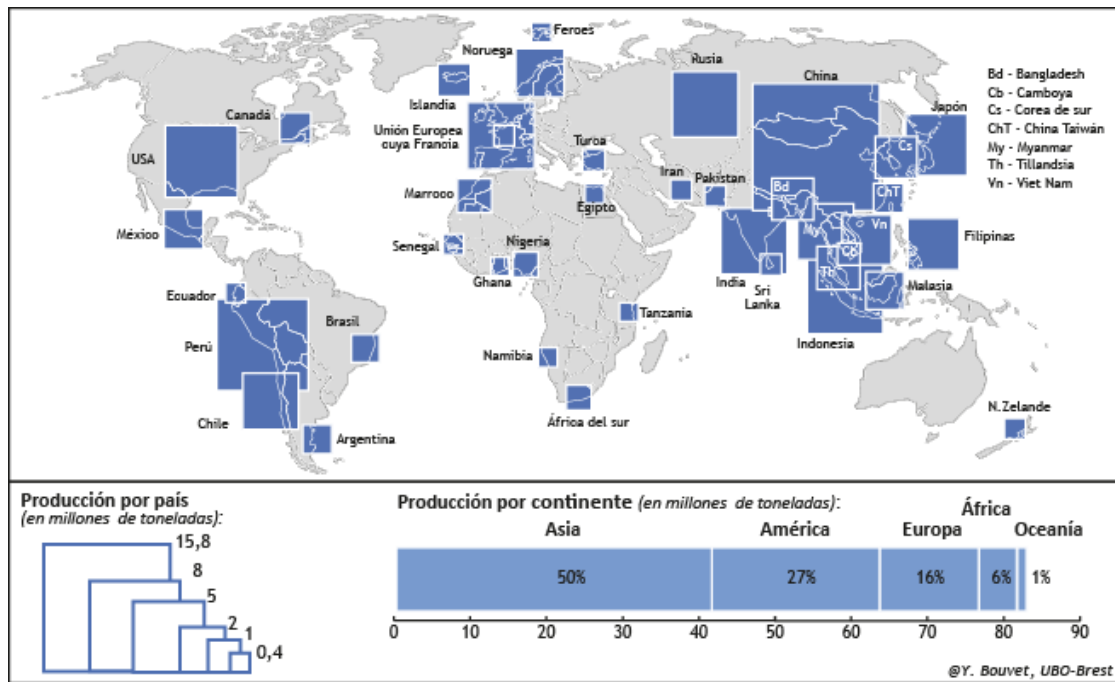 Feroes
Noruega
Rusia
China
Islandia
Canadá
Unión Europea
cuya Francia
Japón
Bd - Bangladesh
Cb - Camboya
Cs - Corea de sur
ChT - China Taiwán
My - Myanmar
Th - Tillandsia
Vn - Viet Nam
USA
Turoa
Cs
Iran
Pakistan
Marrooo
Bd
ChT
Egipto
México
Senegal
Nigeria
My
Vn
Filipinas
Ghana
Cb
Th
India
Sri
Lanka
Malasia
Ecuador
Brasil
Tanzania
Perú
Indonesia
Namibia
Chile
África del sur
N.Zelande
Argentina
Producción por país
(en millones de toneladas):
15,8
8
5
2
1
0,4
Producción por continente (en millones de toneladas):
Asia
América
Europa
África
Oceanía
50%
27%
16%
6%
1%
0 10 20 30 40 50 60 70 80 90
@Y. Bouvet, UBO-Brest